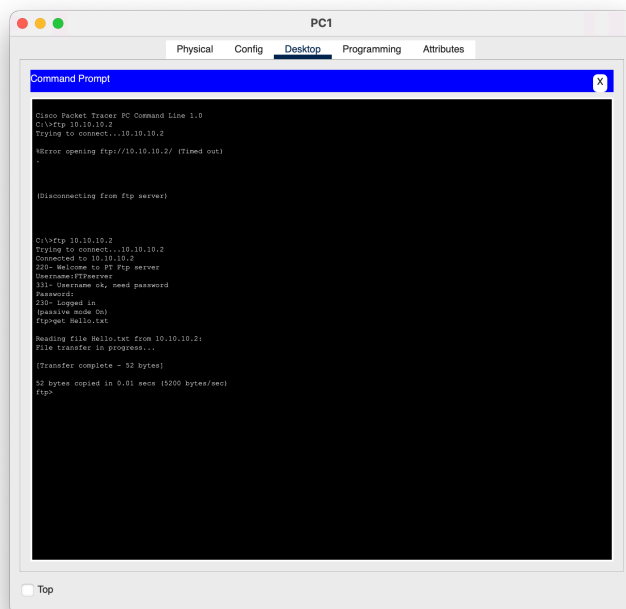 PC1
Physical Config Desktop Programming Attributes
Command Prompt
X
Cisco Packet Tracer PC Command Line 1.0
C:\>ftp 10.10.10.2
Trying to connect...10.10.10.2
%Error opening ftp://10.10.10.2/ (Timed out)
.
(Disconnecting from ftp server)
C:\>ftp 10.10.10.2
Trying to connect...10.10.10.2
Connected to 10.10.10.2
220- Welcome to PT Ftp server
Username:FTPserver
331- Username ok, need password
Password:
230- Logged in
(passive mode On)
ftp>get Hello.txt
Reading file Hello.txt from 10.10.10.2:
File transfer in progress...
[Transfer complete - 52 bytes]
52 bytes copied in 0.01 secs (5200 bytes/sec)
ftp>
Top